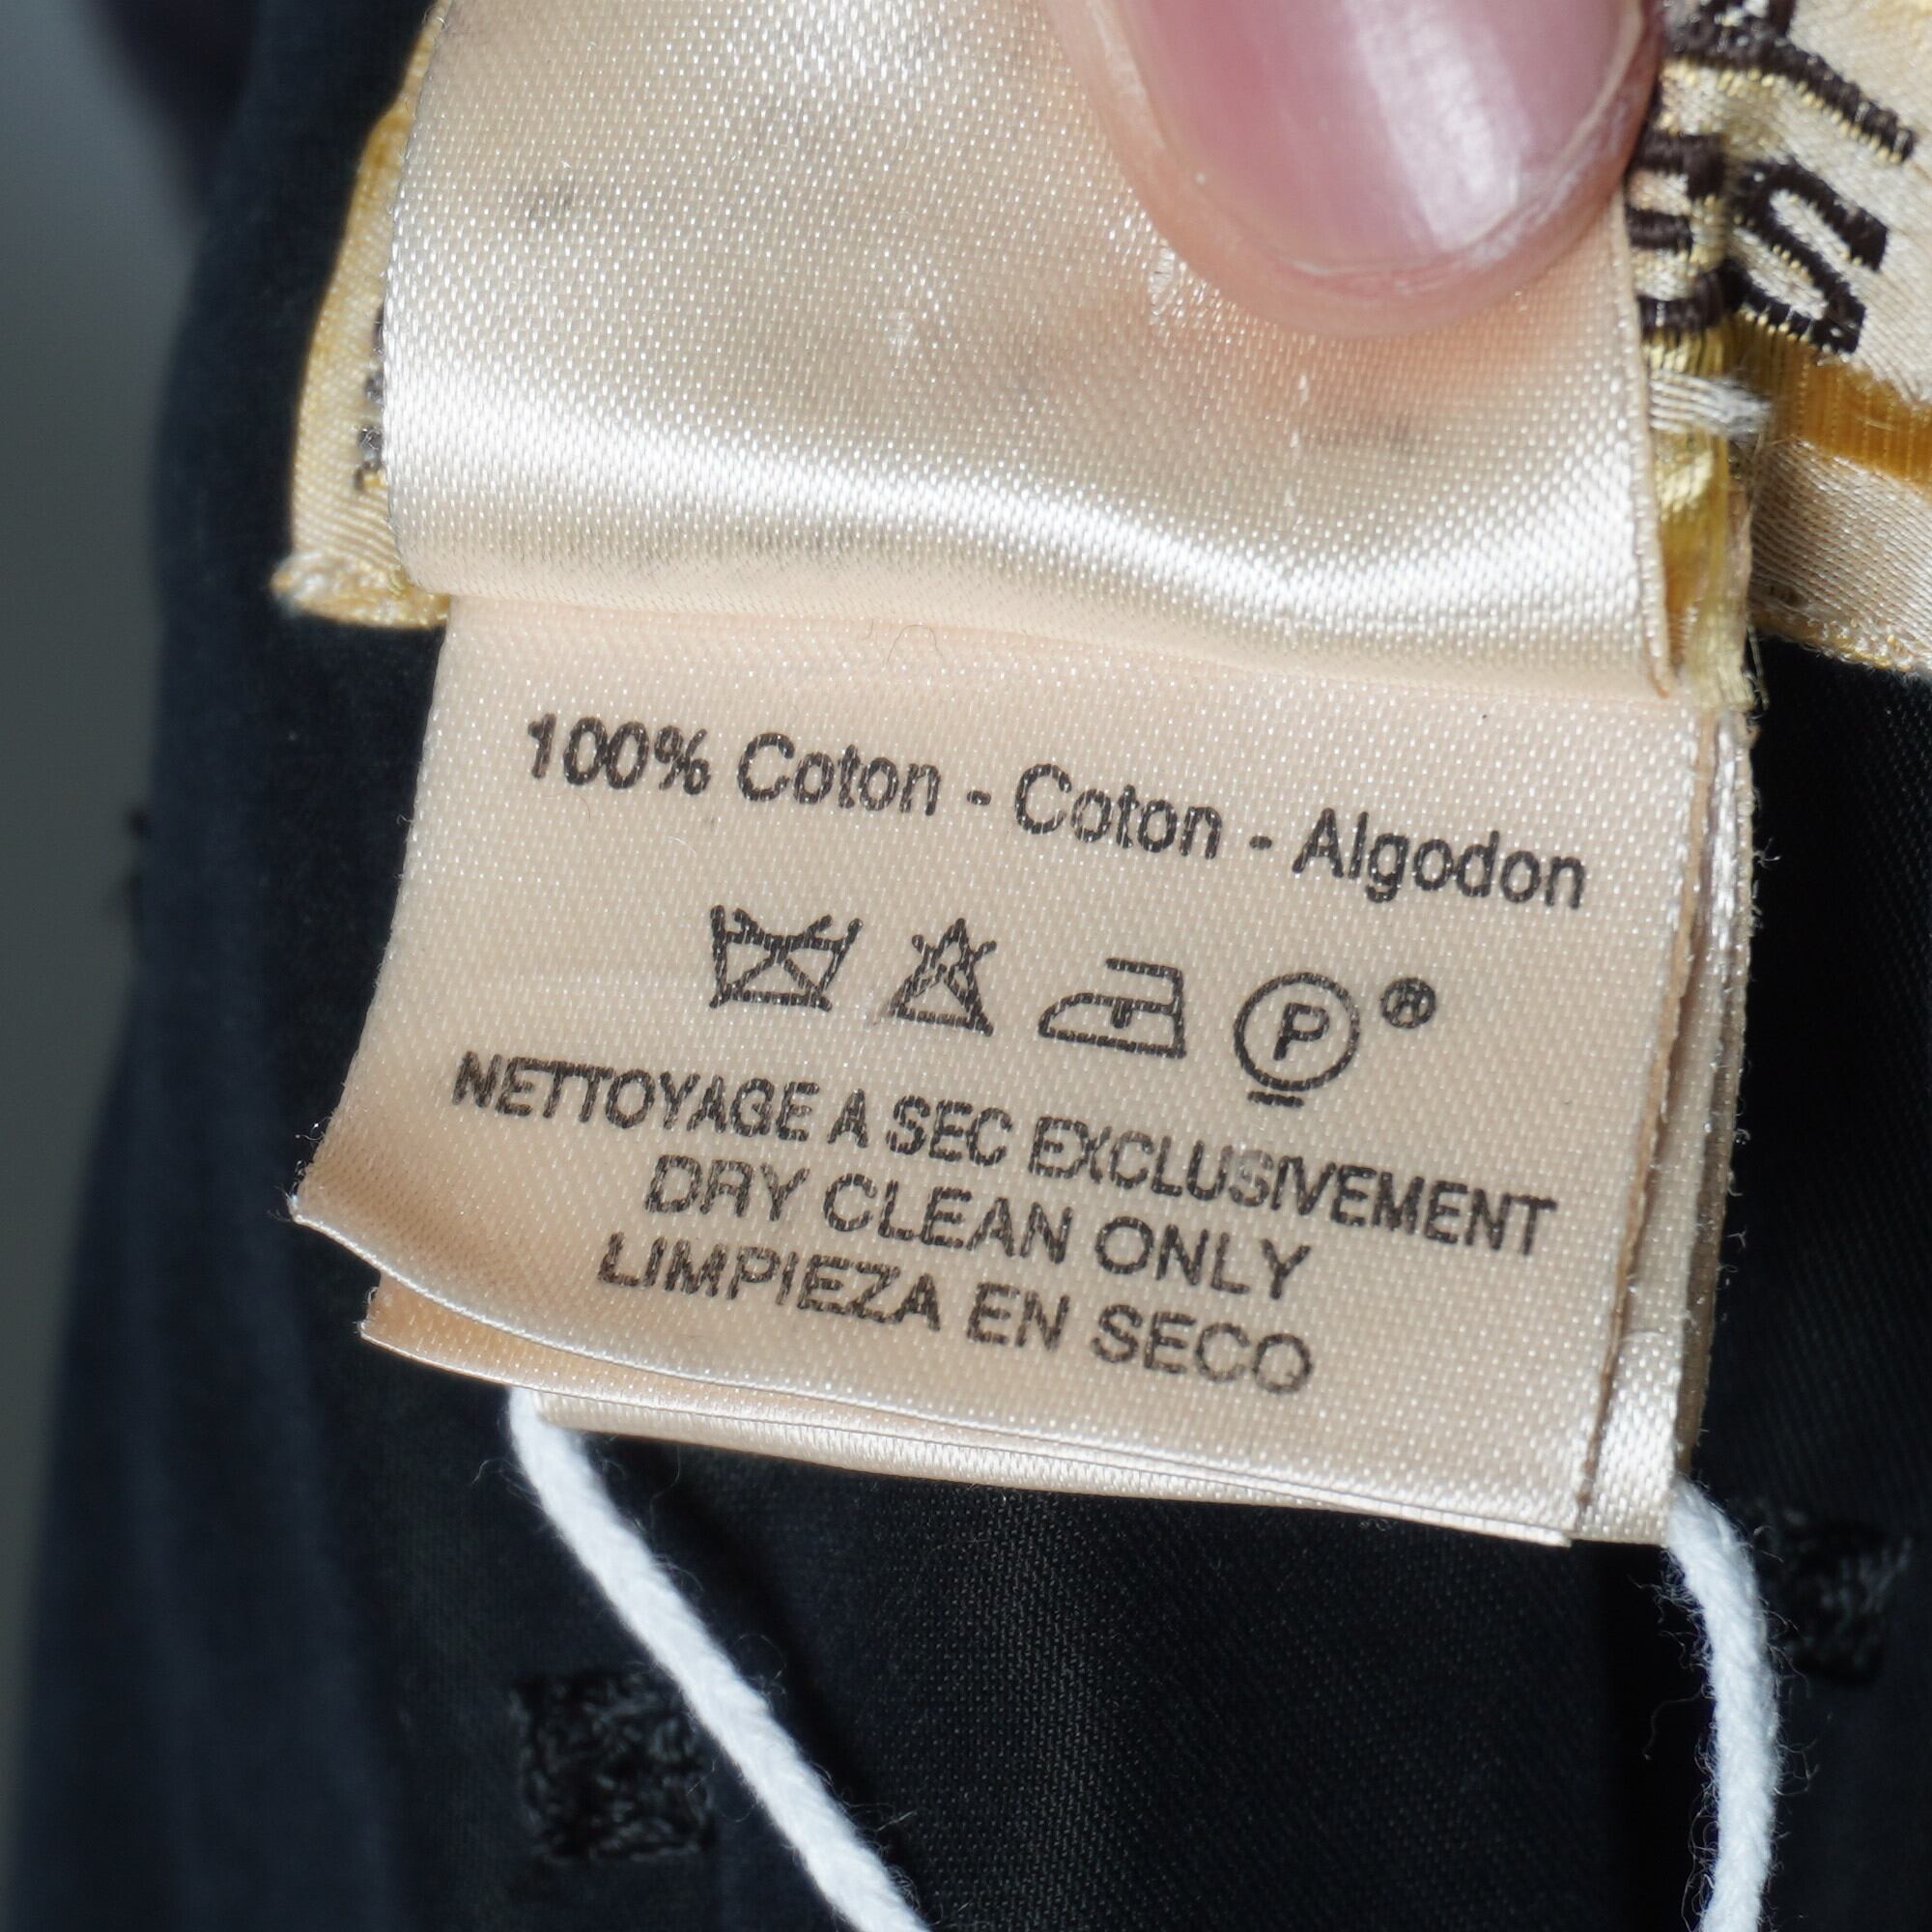 100% Coton - Coton - Algodon
P ®
NETTOYAGE A SEC EXCLUSIVEMENT
DRY CLEAN ONLY
LIMPIEZA EN SECO